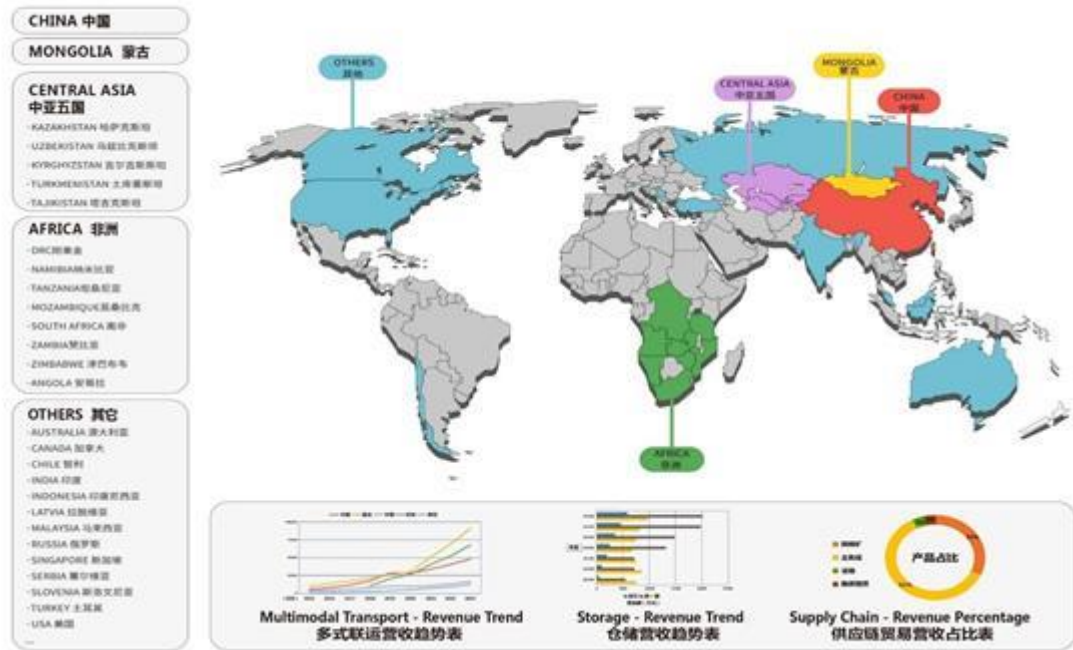 CHINA 中国
MONGOLIA 蒙古
CENTRAL ASIA
中亚五国
·KAZAKHSTAN 哈萨克斯坦
·UZBEKISTAN 乌兹比克斯坦
·KYRGHYZSTAN 吉尔吉斯斯坦
·TURKMENISTAN 土库曼斯坦
·TAJIKISTAN 塔吉克斯坦
AFRICA 非洲
·DRC刚果金
·NAMIBIA纳米比亚
·TANZANIA坦桑尼亚
·MOZAMBIQUE莫桑比克
·SOUTH AFRICA 南非
·ZAMBIA赞比亚
·ZIMBABWE 津巴布韦
·ANGOLA 安哥拉
OTHERS 其它
·AUSTRALIA 澳大利亚
·CANADA 加拿大
·CHILE 智利
·INDIA 印度
·INDONESIA 印度尼西亚
·LATVIA 拉脱维亚
·MALAYSIA 马来西亚
·RUSSIA 俄罗斯
·SINGAPORE 新加坡
·SERBIA 塞尔维亚
·SLOVENIA 斯洛文尼亚
·TURKEY 土耳其
·USA 美国
OTHERS
其他
CENTRAL ASIA
中亚五国
MONGOLIA
蒙古
CHINA
中国
AFRICA
非洲
Multimodal Transport - Revenue Trend
多式联运营收趋势表
Storage - Revenue Trend
仓储营收趋势表
产品占比
Supply Chain - Revenue Percentage
供应链贸易营收占比表